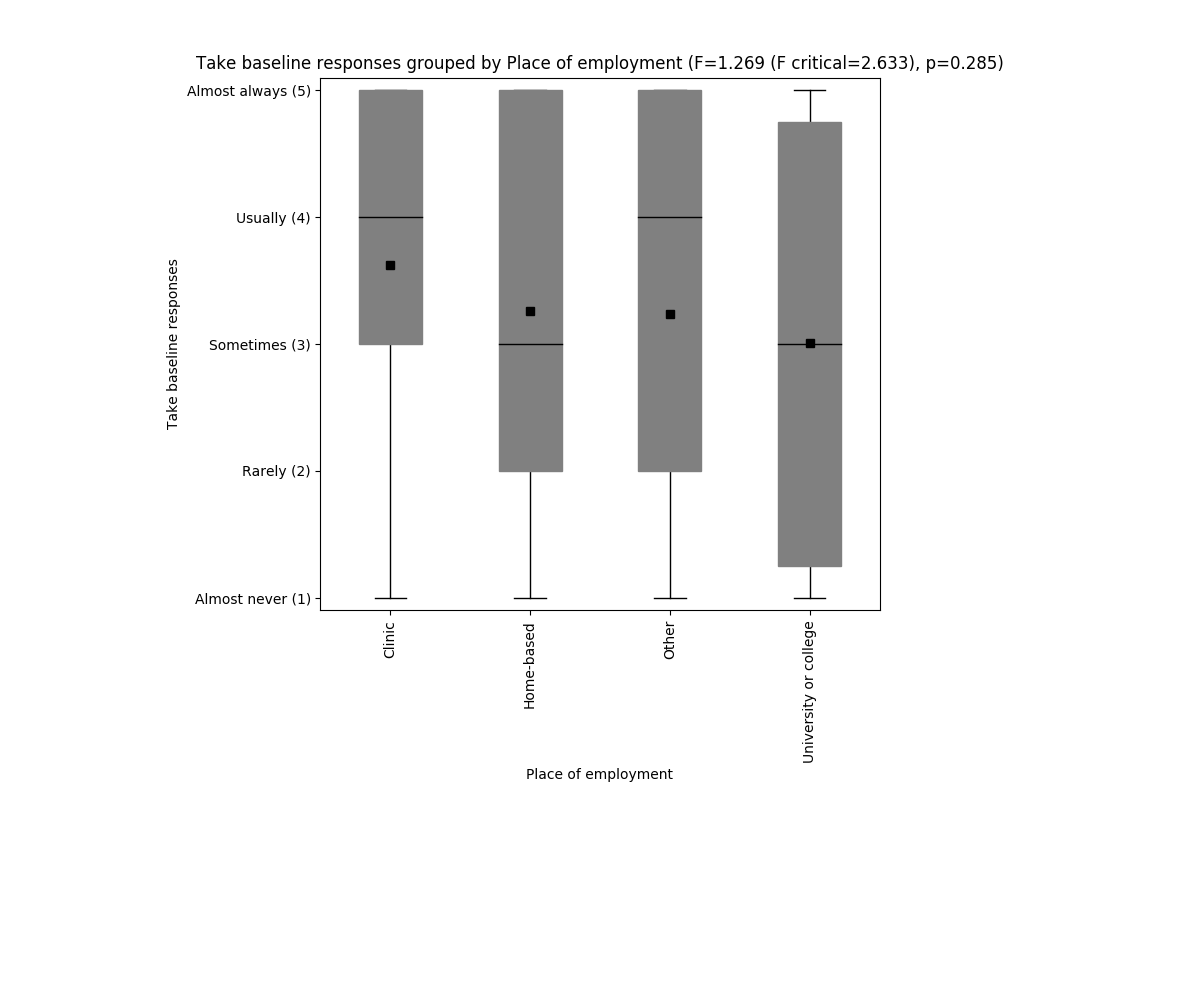 Take baseline responses grouped by Place of employment (F=1.269 (F critical=2.633), p=0.285)
Almost always (5)
Usually (4)
Sometimes (3)
Rarely (2)
Almost never (1)
Take baseline responses
Clinic
Home-based
Other
University or college
Place of employment